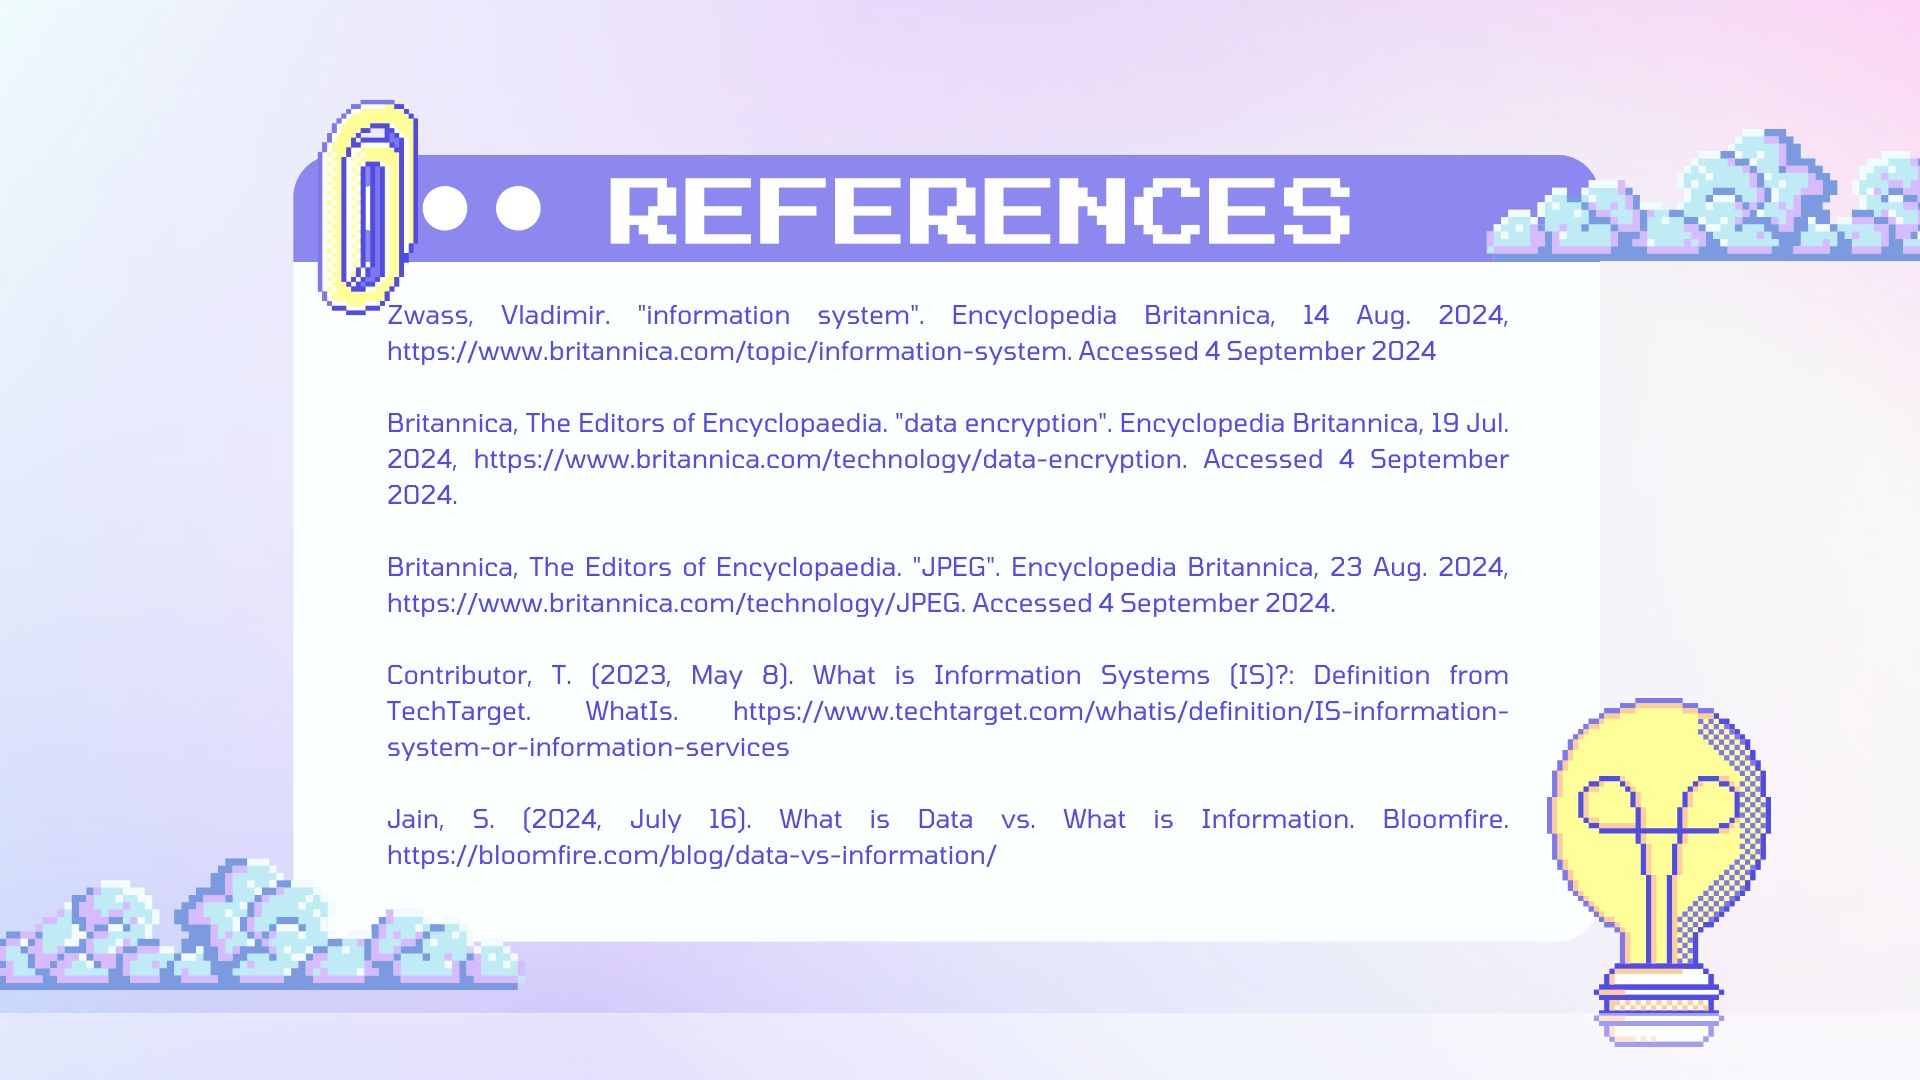 REFERENCES
Zwass, Vladimir. "information system". Encyclopedia Britannica, 14 Aug. 2024,
https://www.britannica.com/topic/information-system. Accessed 4 September 2024
Britannica, The Editors of Encyclopaedia. "data encryption". Encyclopedia Britannica, 19 Jul.
2024, https://www.britannica.com/technology/data-encryption. Accessed 4 September
2024.
Britannica, The Editors of Encyclopaedia. "JPEG". Encyclopedia Britannica, 23 Aug. 2024,
https://www.britannica.com/technology/JPEG. Accessed 4 September 2024.
Contributor, T. (2023, May 8). What is Information Systems (IS)?: Definition from
TechTarget. WhatIs. https://www.techtarget.com/whatis/definition/IS-information-
system-or-information-services
Jain, S. (2024, July 16). What is Data vs. What is Information. Bloomfire.
https://bloomfire.com/blog/data-vs-information/